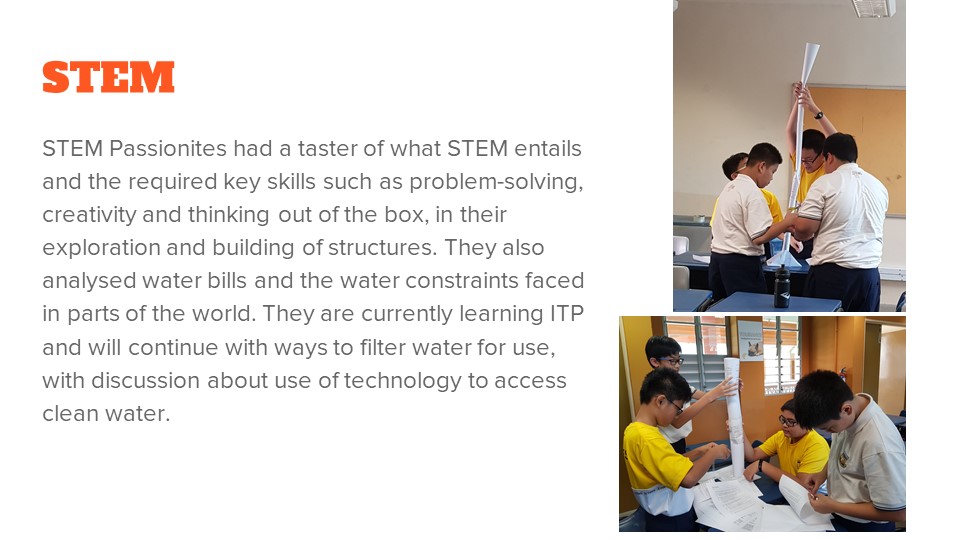 STEM
STEM Passionites had a taster of what STEM entails
and the required key skills such as problem-solving,
creativity and thinking out of the box, in their
exploration and building of structures. They also
analysed water bills and the water constraints faced
in parts of the world. They are currently learning ITP
and will continue with ways to filter water for use,
with discussion about use of technology to access
clean water.